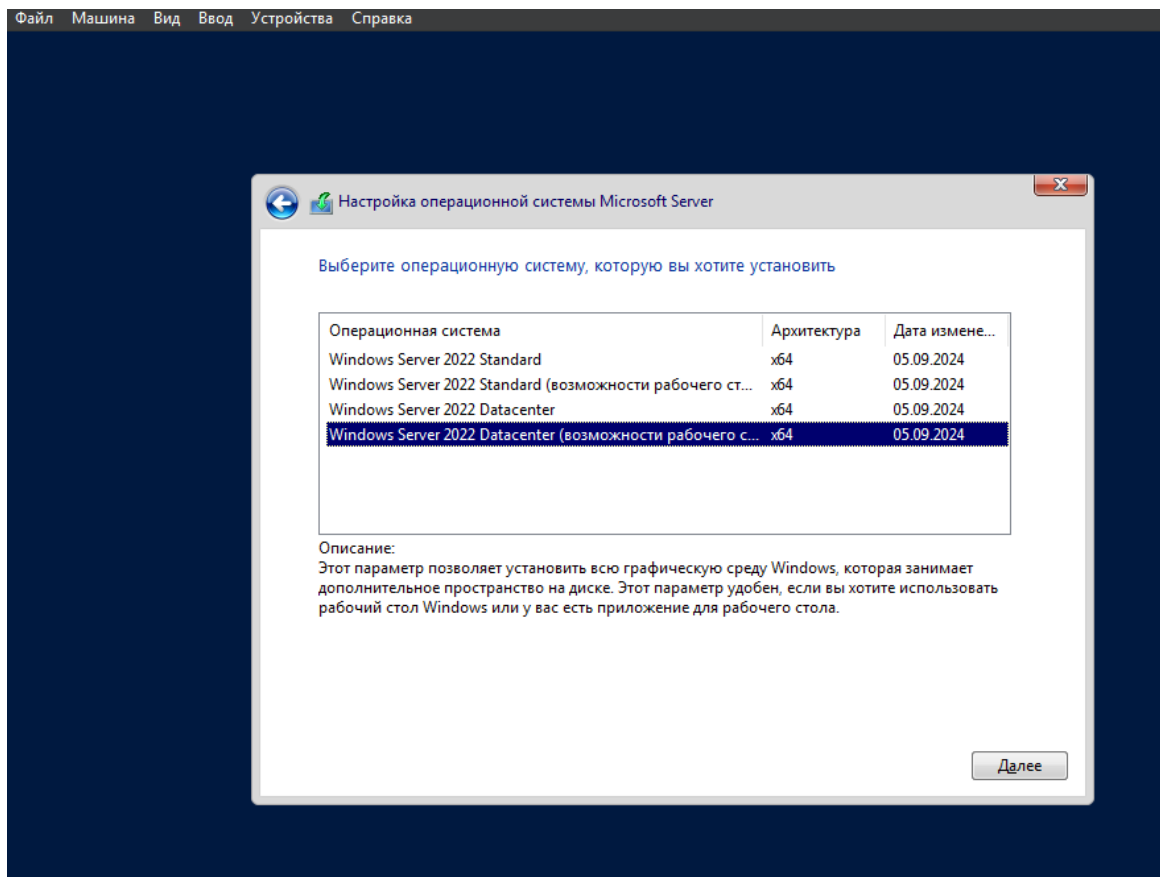 Файл Машина Вид Ввод Устройства Справка
Настройка операционной системы Microsoft Server
Выберите операционную систему, которую вы хотите установить
Операционная система Архитектура Дата измене...
Windows Server 2022 Standard x64 05.09.2024
Windows Server 2022 Standard (возможности рабочего ст... x64 05.09.2024
Windows Server 2022 Datacenter x64 05.09.2024
Windows Server 2022 Datacenter (возможности рабочего с... x64 05.09.2024
Описание:
Этот параметр позволяет установить всю графическую среду Windows, которая занимает
дополнительное пространство на диске. Этот параметр удобен, если вы хотите использовать
рабочий стол Windows или у вас есть приложение для рабочего стола.
Далее